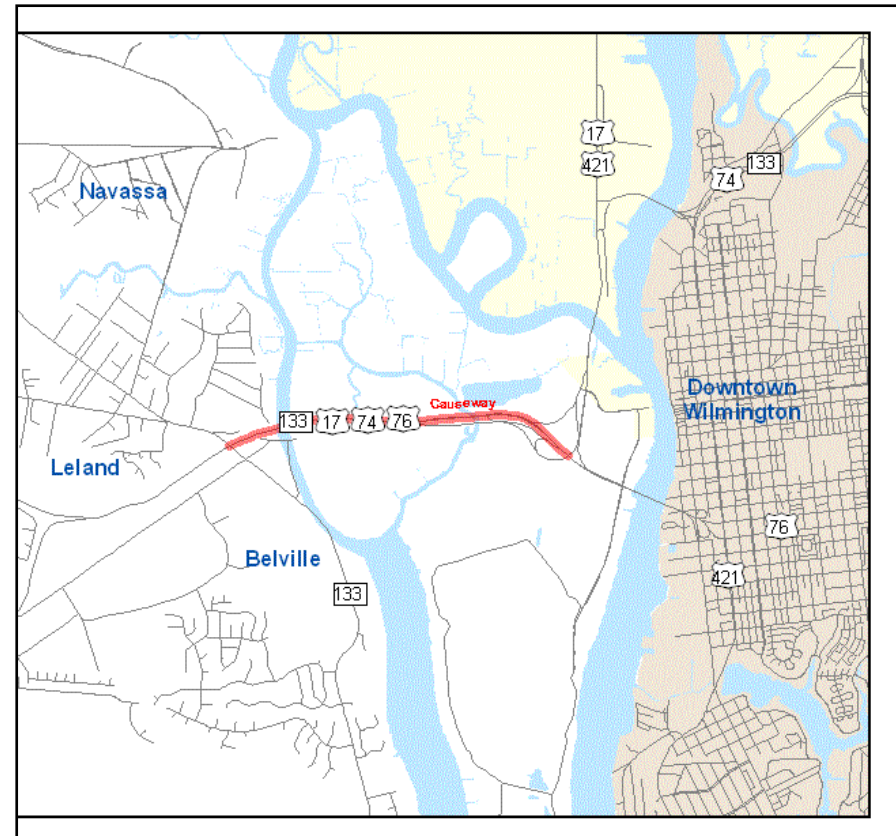 17
421
133
74
Navassa
Causeway
133
17
74
76
Downtown
Wilmington
Leland
76
Belville
421
133